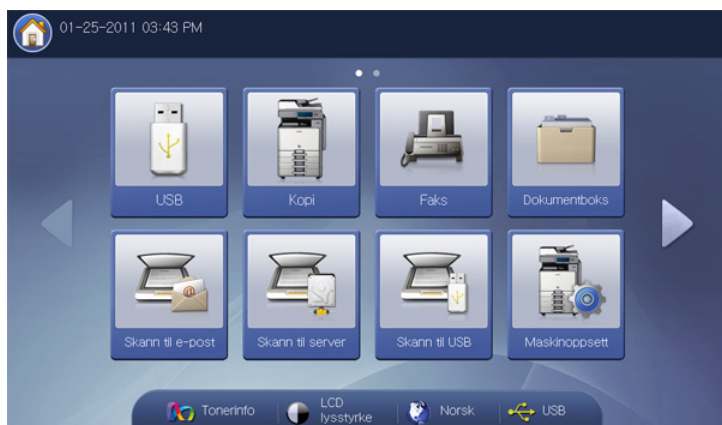 01-25-2011 03:43 PM
USB
Kopi
Faks
Dokumentboks
Skann til e-post
Skann til server
Skann til USB
Maskinoppsett
Tonerinfo
LCD
lysstyrke
Norsk
USB